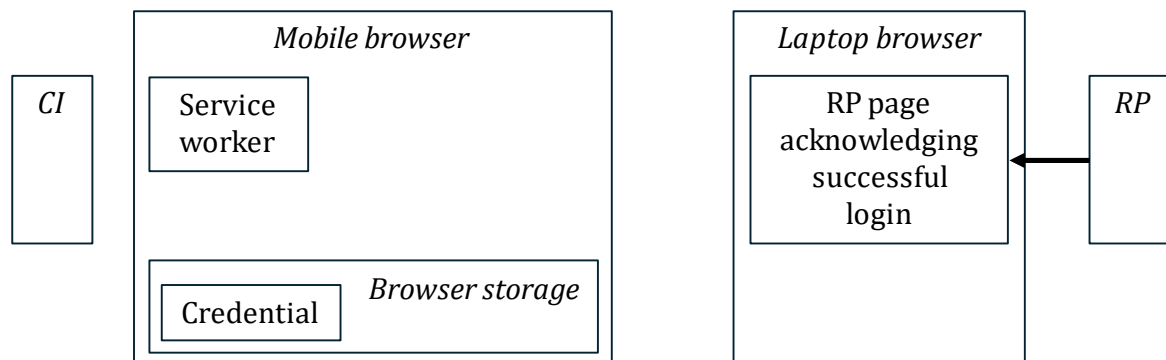 Mobile browser
Laptop browser
CI
Service
worker
RP page
acknowledging
successful
login
RP
Browser storage
Credential